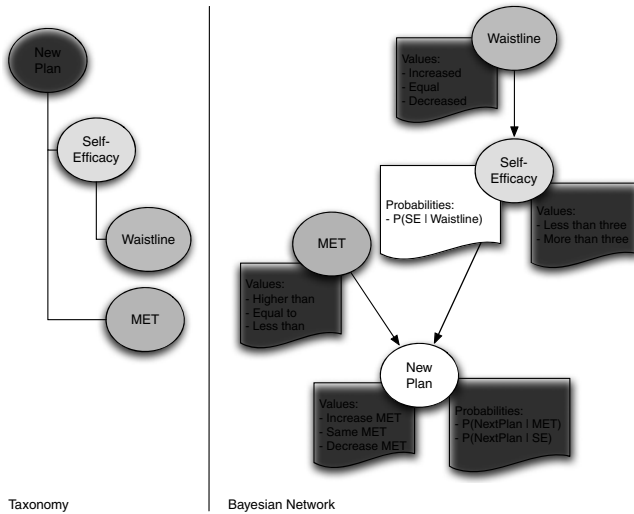 New
Plan
Self-
Efficacy
Waistline
MET
Taxonomy
Waistline
Values:
- Increased
- Equal
- Decreased
Self-
Efficacy
Probabilities:
- P(SE | Waistline)
Values:
- Less than three
- More than three
MET
Values:
- Higher than
- Equal to
- Less than
New
Plan
Values:
- Increase MET
- Same MET
- Decrease MET
Probabilities:
- P(NextPlan | MET)
- P(NextPlan | SE)
Bayesian Network